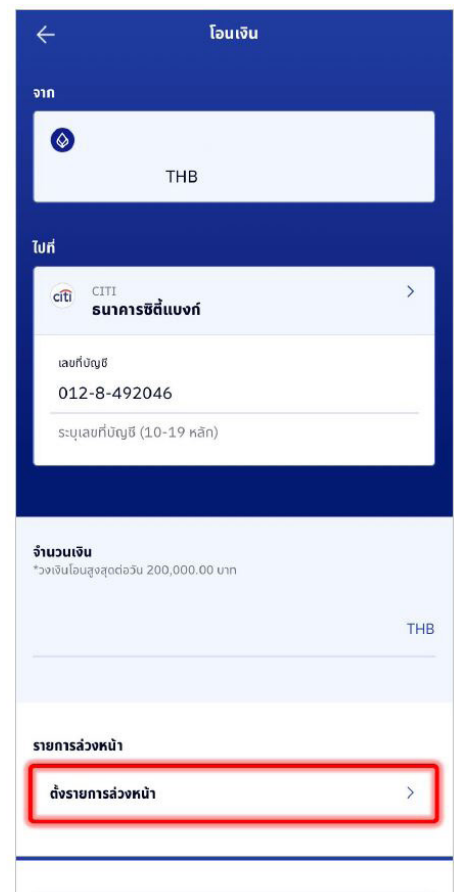 โอนเงิน
จาก
THB
ไปที่
citi
CITI
ธนาคารซิตี้แบงก์
เลขที่บัญชี
012-8-492046
ระบุเลขที่บัญชี (10-19 หลัก)
จำนวนเงิน
*วงเงินโอนสูงสุดต่อวัน 200,000.00 บาท
THB
รายการล่วงหน้า
ตั้งรายการล่วงหน้า